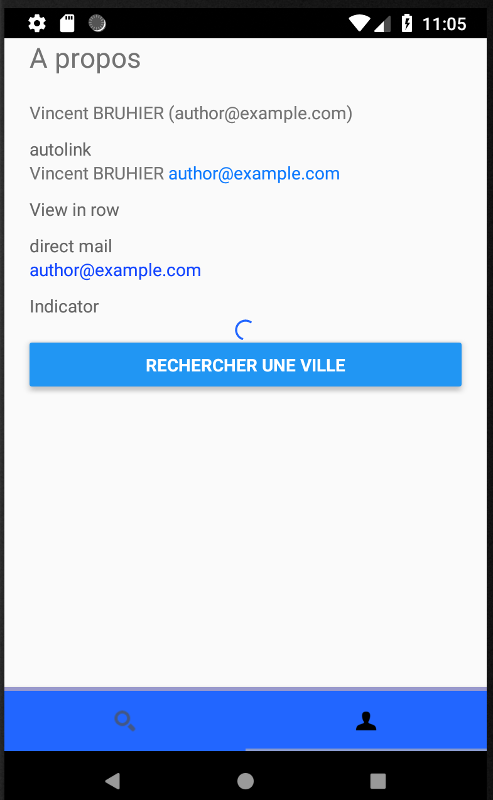 11:05
A propos
Vincent BRUHIER (author@example.com)
autolink
Vincent BRUHIER author@example.com
View in row
direct mail
author@example.com
Indicator
RECHERCHER UNE VILLE